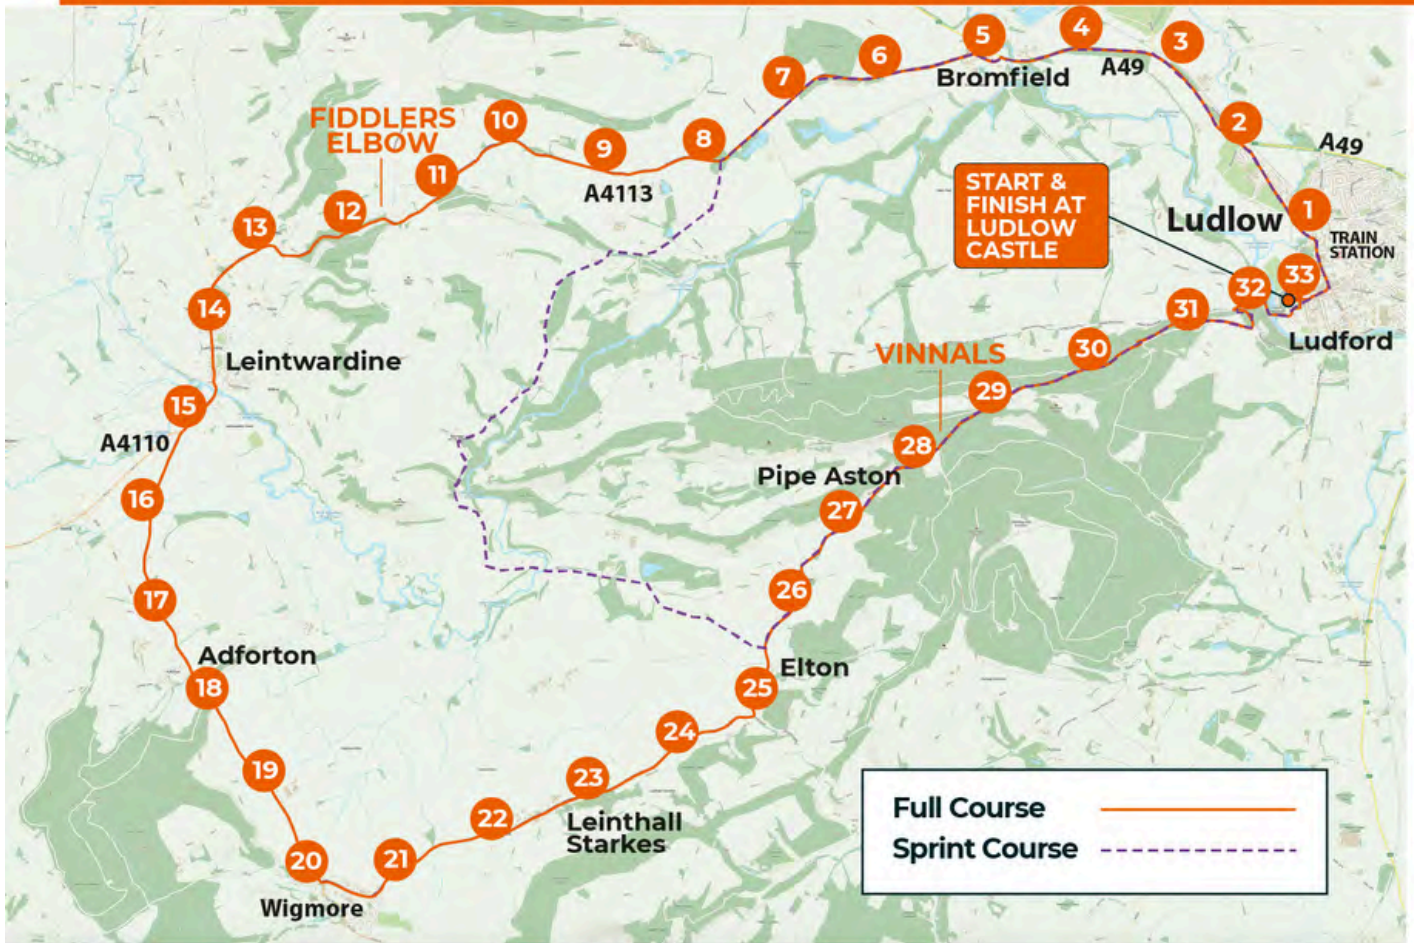 4
5
3
6
Bromfield
A49
7
FIDDLERS
ELBOW
10
2
8
A49
9
11
A4113
START &
FINISH AT
LUDLOW
CASTLE
12
1
Ludlow
13
TRAIN
STATION
33
32
14
31
Ludford
30
VINNALS
Leintwardine
29
15
A4110
28
Pipe Aston
16
27
26
17
Adforton
Elton
18
25
24
19
23
Full Course
22
Leinthall
Starkes
Sprint Course
20
21
Wigmore